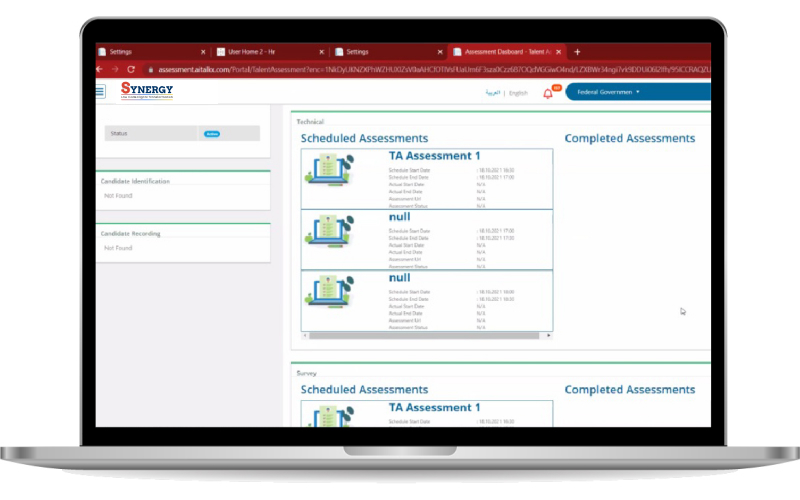 Settings
User Home 2 - Hr
Settings
Assessment Dasboard - Talent A
assessment.aitalkx.com/Portal/TalentAssessment?enc=
SYNERGY
العربية | English
Federal Governmen
Status
Active
Candidate Identification
Not Found
Candidate Recording
Not Found
Technical
Scheduled Assessments
Completed Assessments
TA Assessment 1
Schedule Start Date : 18.10.2021 16:00
Schedule End Date : 18.10.2021 17:00
Actual Start Date N/A
Actual End Date N/A
Assessment Url N/A
Assessment Status N/A
null
Schedule Start Date : 18.10.2021 17:00
Schedule End Date : 18.10.2021 17:30
Actual Start Date N/A
Actual End Date N/A
Assessment Url N/A
Assessment Status N/A
null
Schedule Start Date : 18.10.2021 18:00
Schedule End Date : 18.10.2021 18:30
Actual Start Date N/A
Actual End Date N/A
Assessment Url N/A
Assessment Status N/A
Survey
Scheduled Assessments
Completed Assessments
TA Assessment 1
Schedule Start Date : 18.10.2021 16:00